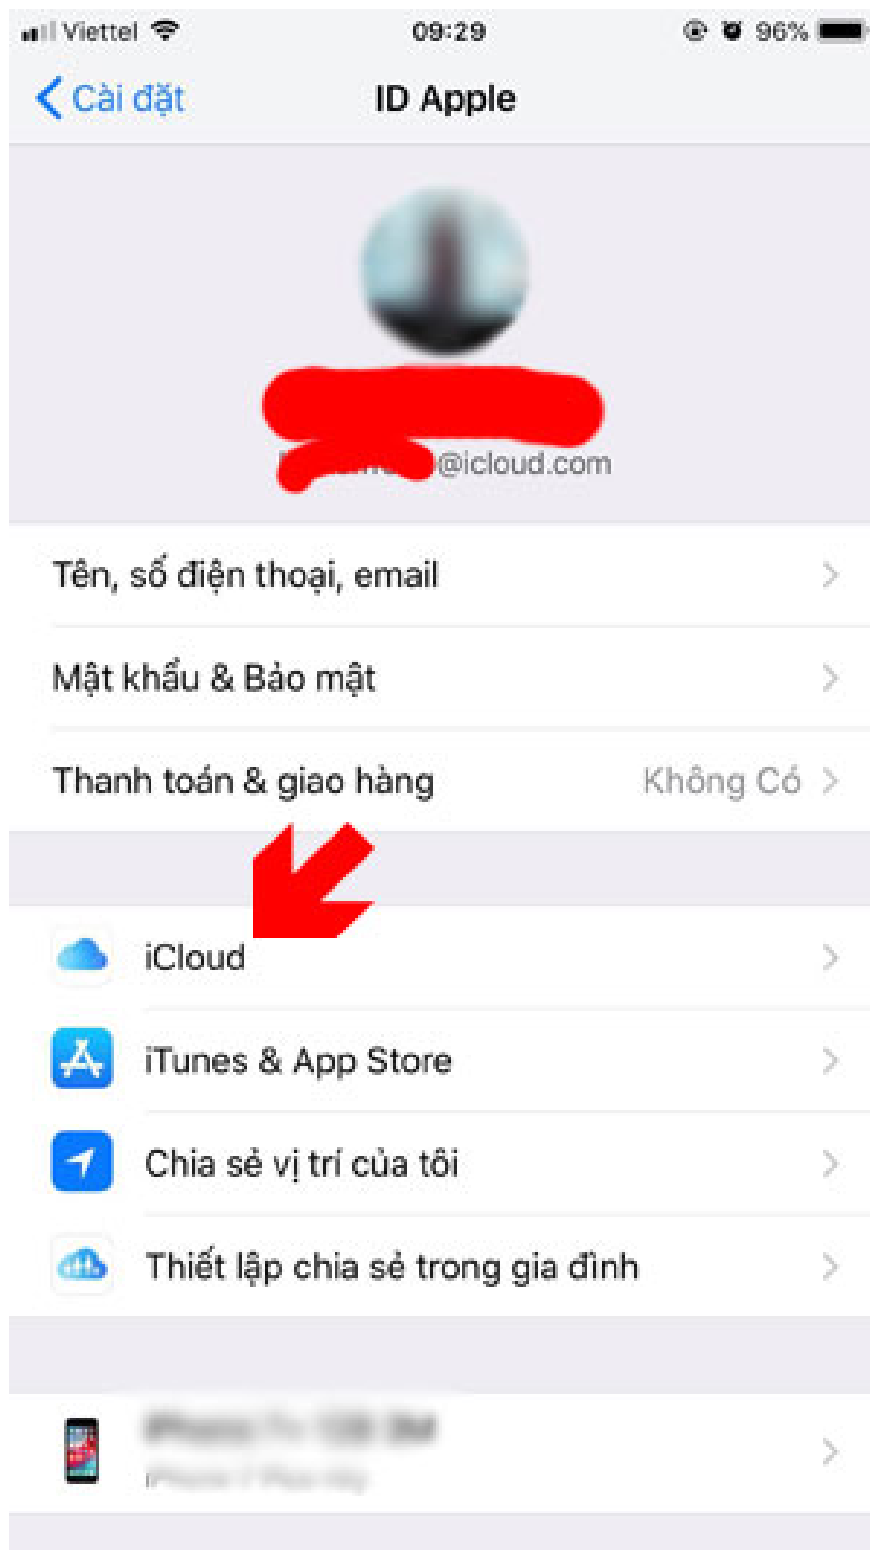 Viettel
09:29
96%
Cài đặt
ID Apple
@icloud.com
Tên, số điện thoại, email
Mật khẩu & Bảo mật
Thanh toán & giao hàng
Không Có
iCloud
iTunes & App Store
Chia sẻ vị trí của tôi
Thiết lập chia sẻ trong gia đình